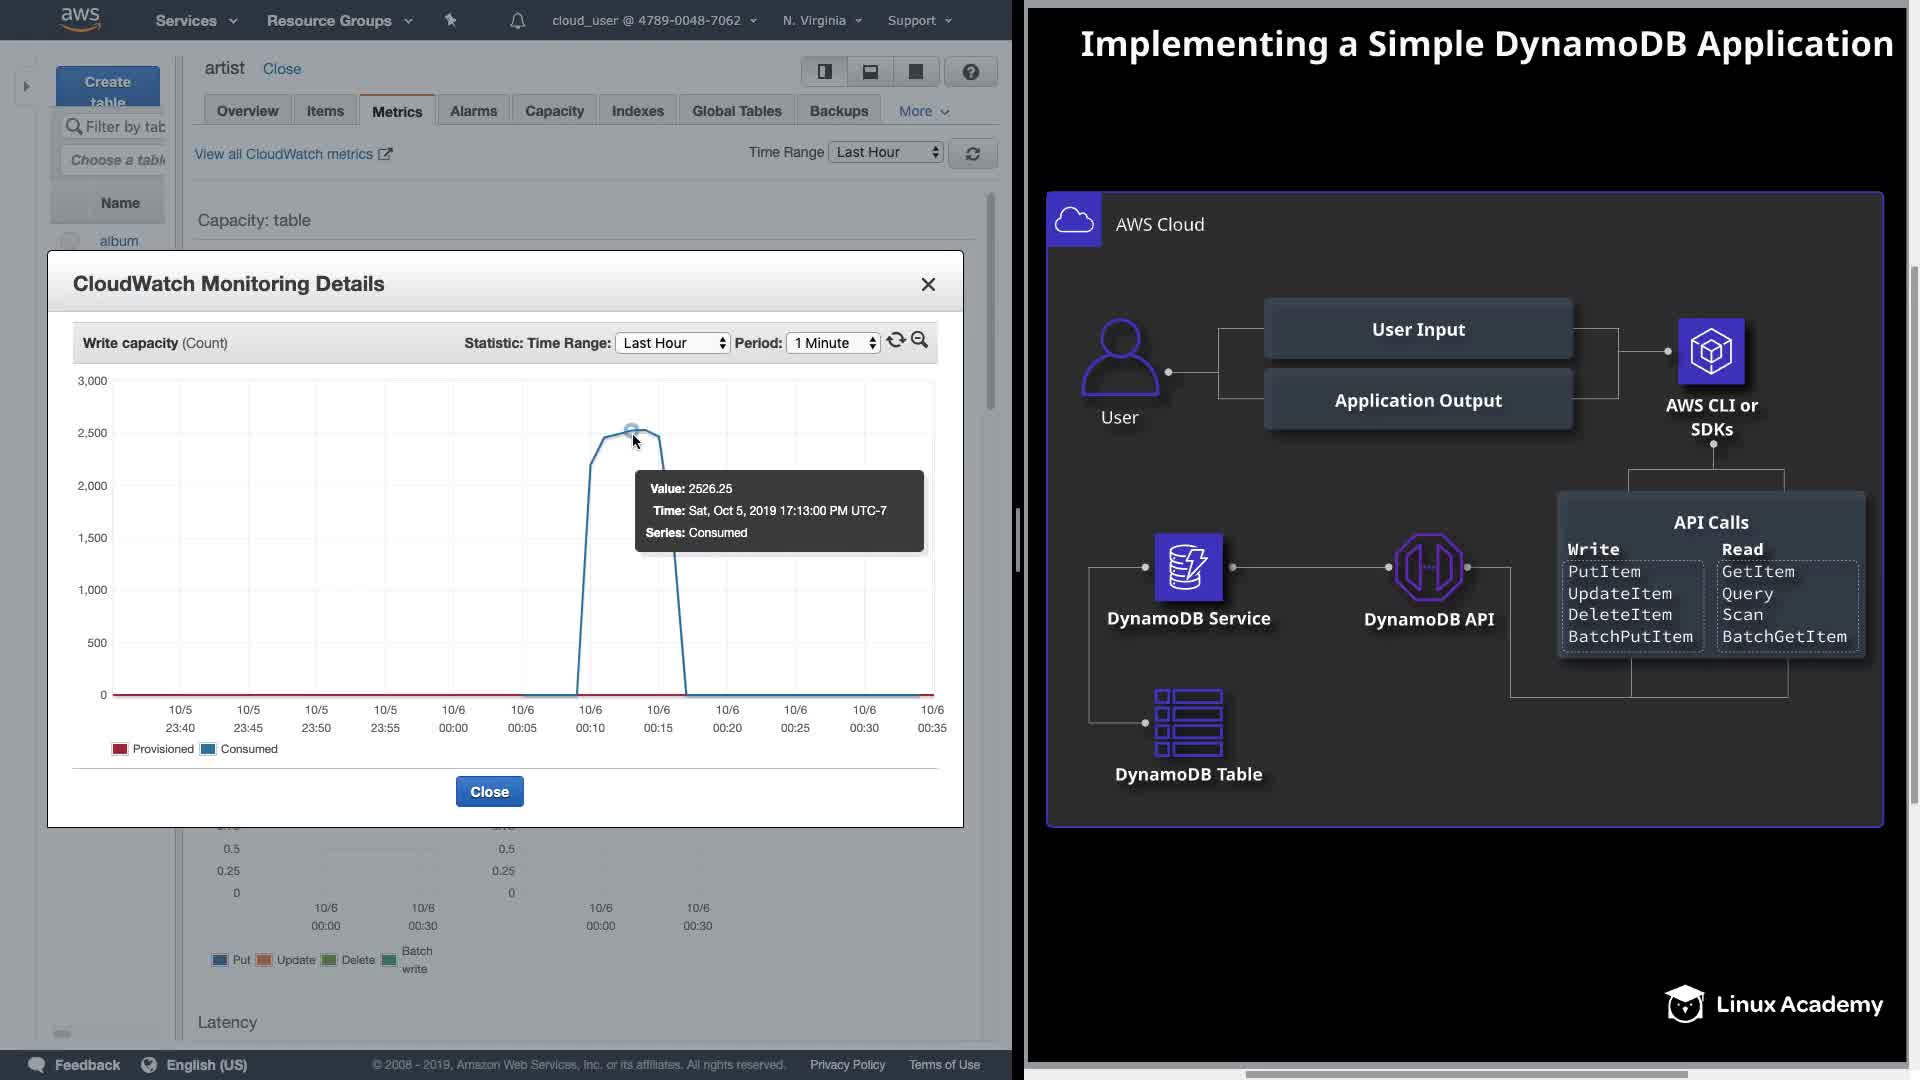 aws Services Resource Groups cloud_user @ 4789-0048-7062 N. Virginia Support
Create table
Filter by tab
Choose a table
Name
album
artist Close
Overview Items Metrics Alarms Capacity Indexes Global Tables Backups More
View all CloudWatch metrics Time Range Last Hour
Capacity: table
CloudWatch Monitoring Details
Write capacity (Count) Statistic: Time Range: Last Hour Period: 1 Minute
3,000
2,500
2,000
1,500
1,000
500
0
Value: 2526.25
Time: Sat, Oct 5, 2019 17:13:00 PM UTC-7
Series: Consumed
10/5 10/5 10/5 10/5 10/6 10/6 10/6 10/6 10/6 10/6 10/6 10/6
23:40 23:45 23:50 23:55 00:00 00:05 00:10 00:15 00:20 00:25 00:30 00:35
Provisioned Consumed
Close
0.5 0.5
0.25 0.25
0 0
10/6 10/6 10/6 10/6
00:00 00:30 00:00 00:30
Put Update Delete Batch write
Latency
Feedback English (US) © 2008 - 2019, Amazon Web Services, Inc. or its affiliates. All rights reserved. Privacy Policy Terms of Use
Implementing a Simple DynamoDB Application
AWS Cloud
User Input
Application Output
User
AWS CLI or
SDKs
API Calls
Write Read
PutItem GetItem
UpdateItem Query
DeleteItem Scan
BatchPutItem BatchGetItem
DynamoDB Service DynamoDB API
DynamoDB Table
Linux Academy